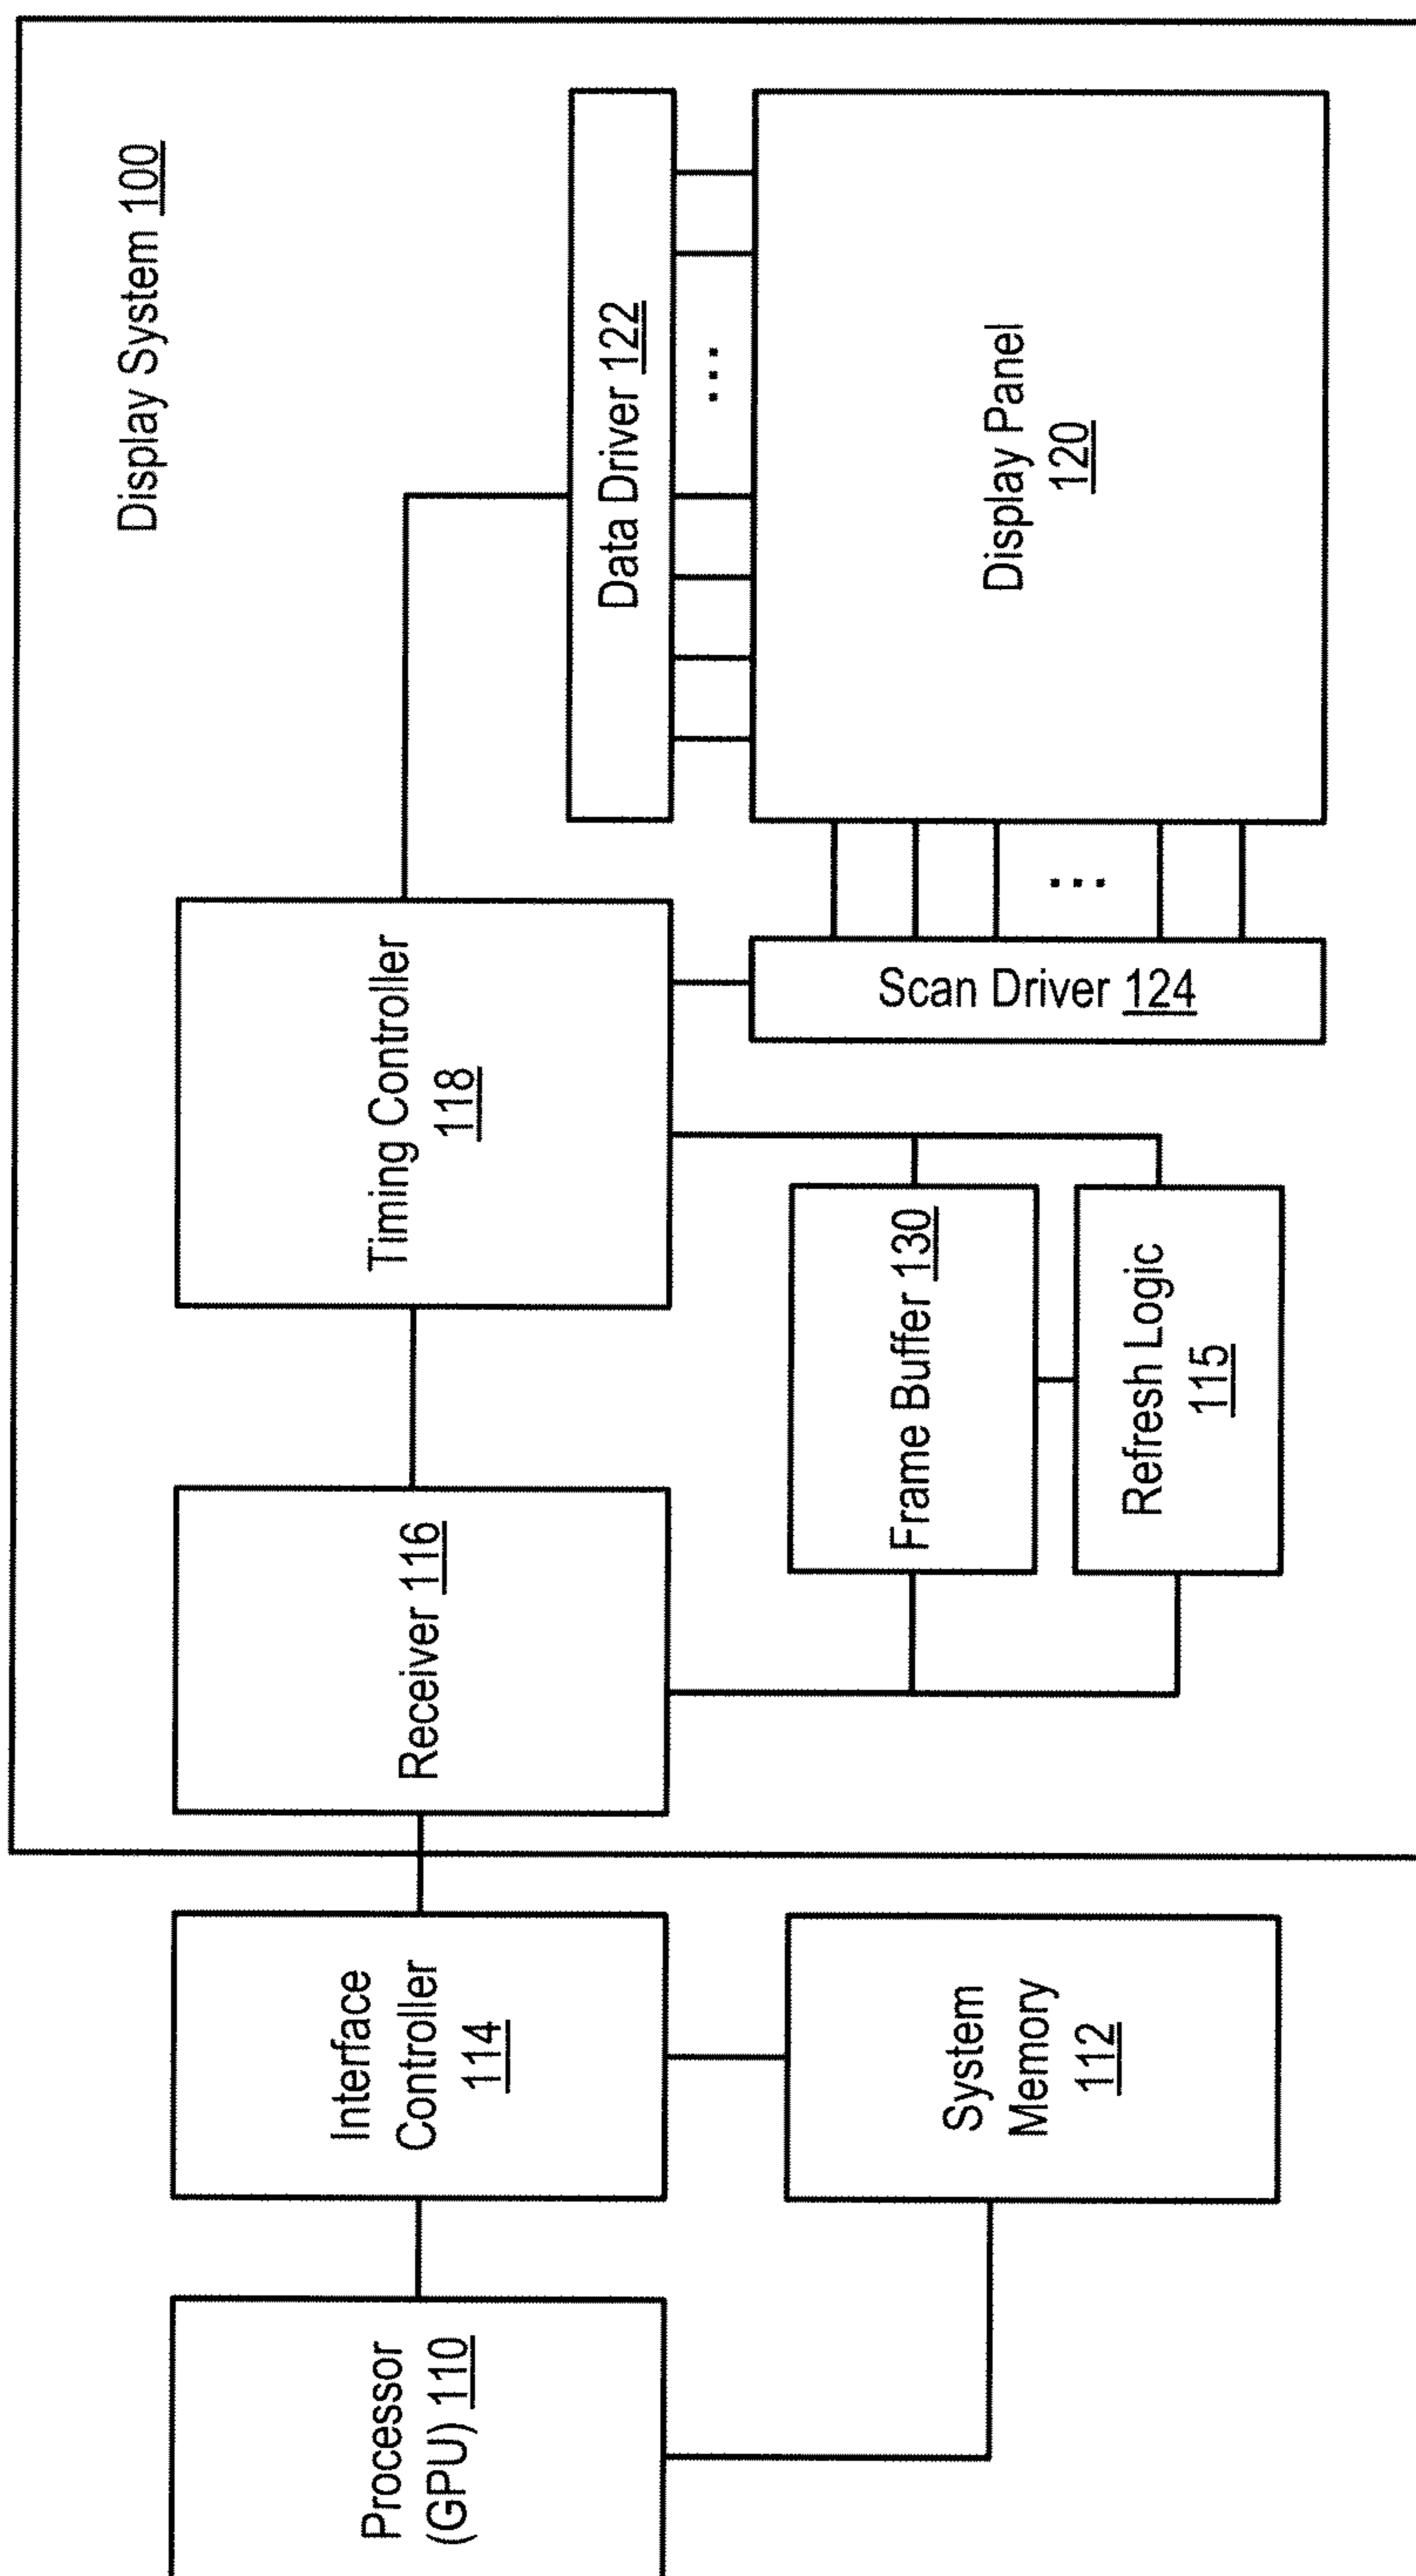 Display System 100
Processor
(GPU) 110
Interface
Controller
114
Receiver 116
Timing Controller
118
Data Driver 122
...
System
Memory
112
Frame Buffer 130
Refresh Logic
115
Scan Driver 124
...
Display Panel
120